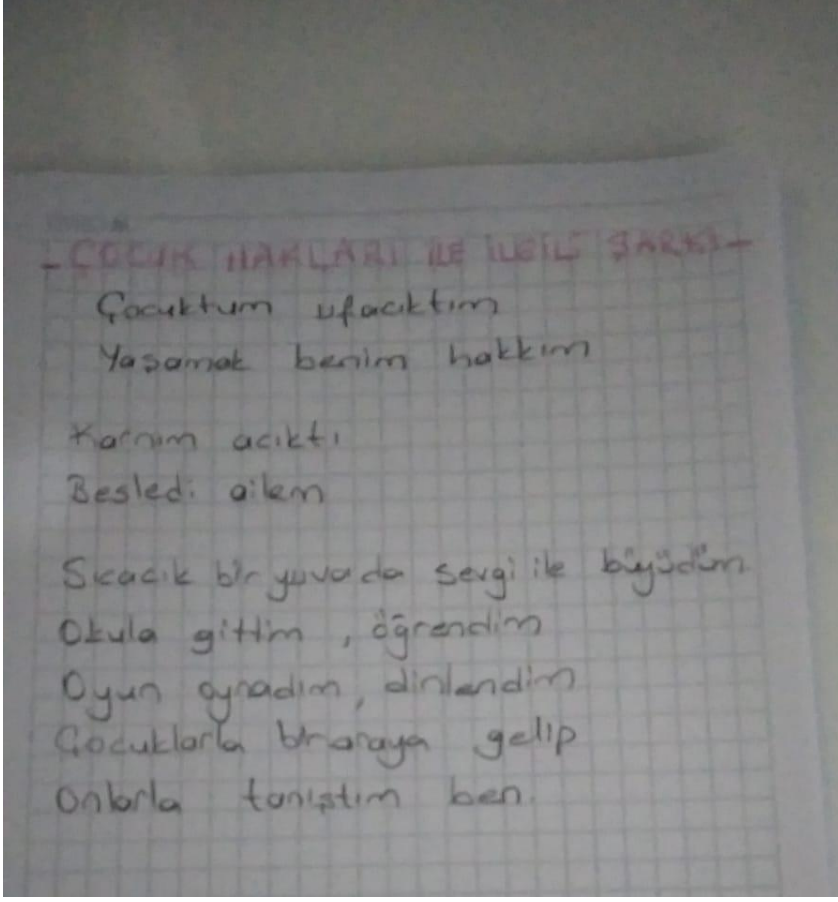 -ÇOCUK HAKLARI İLE İLGİLİ ŞARKI-
Çocuktum ufacıktım
Yaşamak benim hakkım
Karnım acıktı
Besledi ailem
Sıcacık bir yuvada sevgi ile büyüdüm
Okula gittim, öğrendim
Oyun oynadım, dinlendim
Çocuklarla bir araya gelip
Onlarla tanıştım ben.